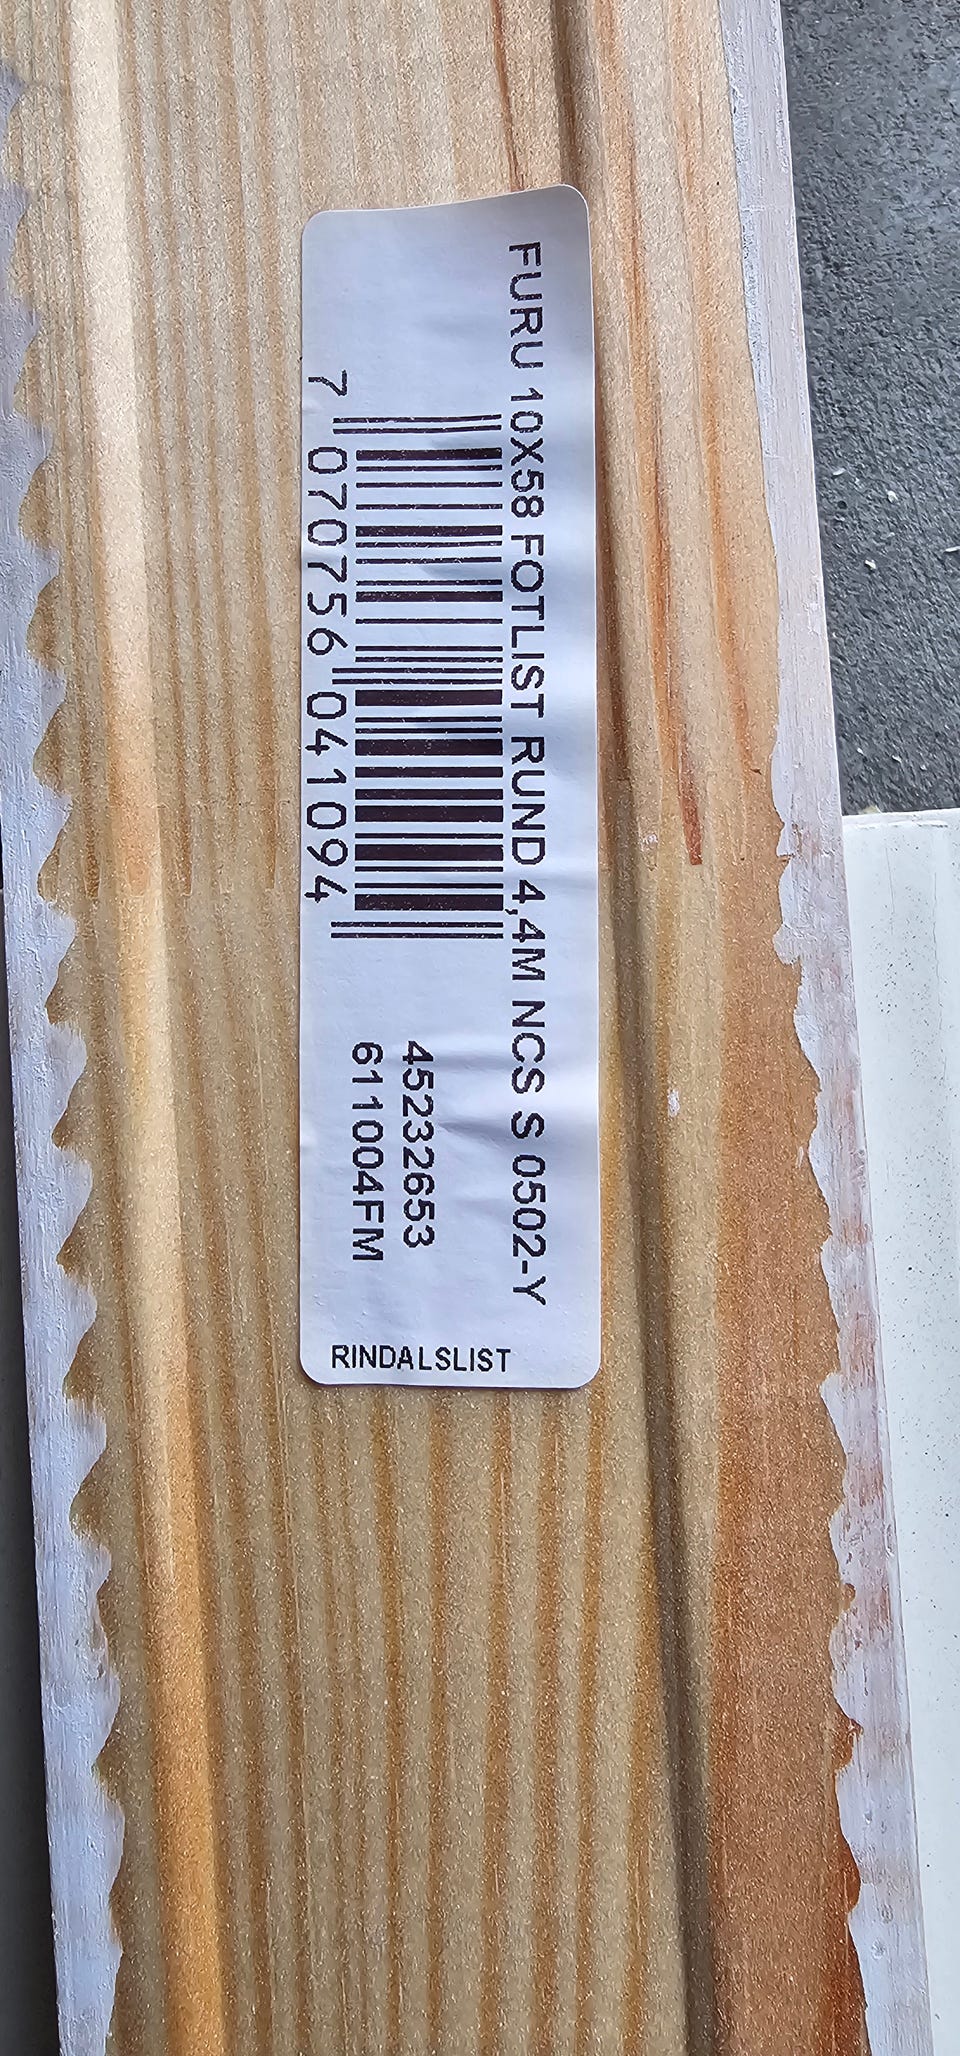 FURU 10X58 FOTLIST RUND 4,4M NCS S 0502-Y
7 070756 041094
45232653
611004FM
RINDALSLIST